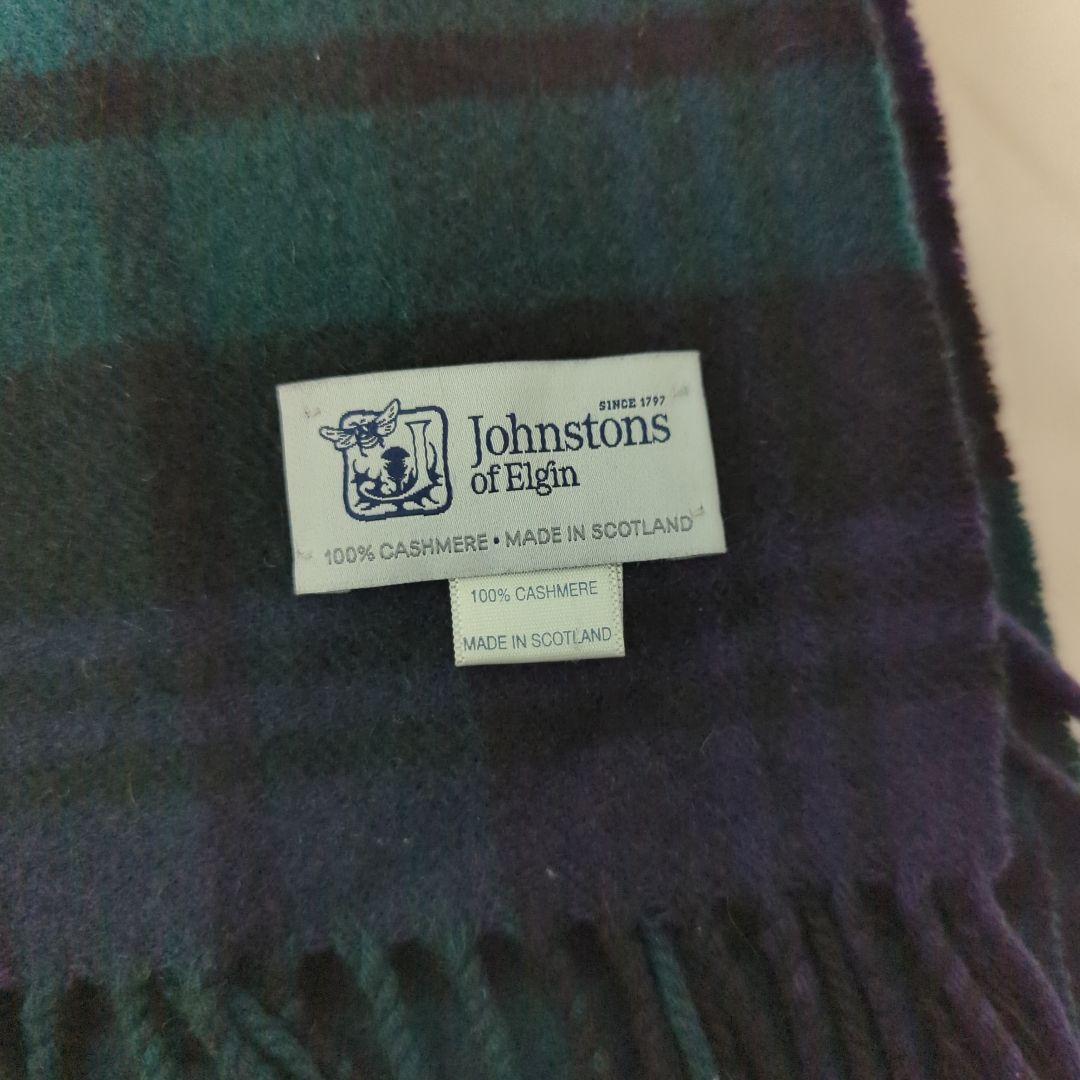 SINCE 1797
Johnstons
of Elgin
100% CASHMERE • MADE IN SCOTLAND
100% CASHMERE
MADE IN SCOTLAND